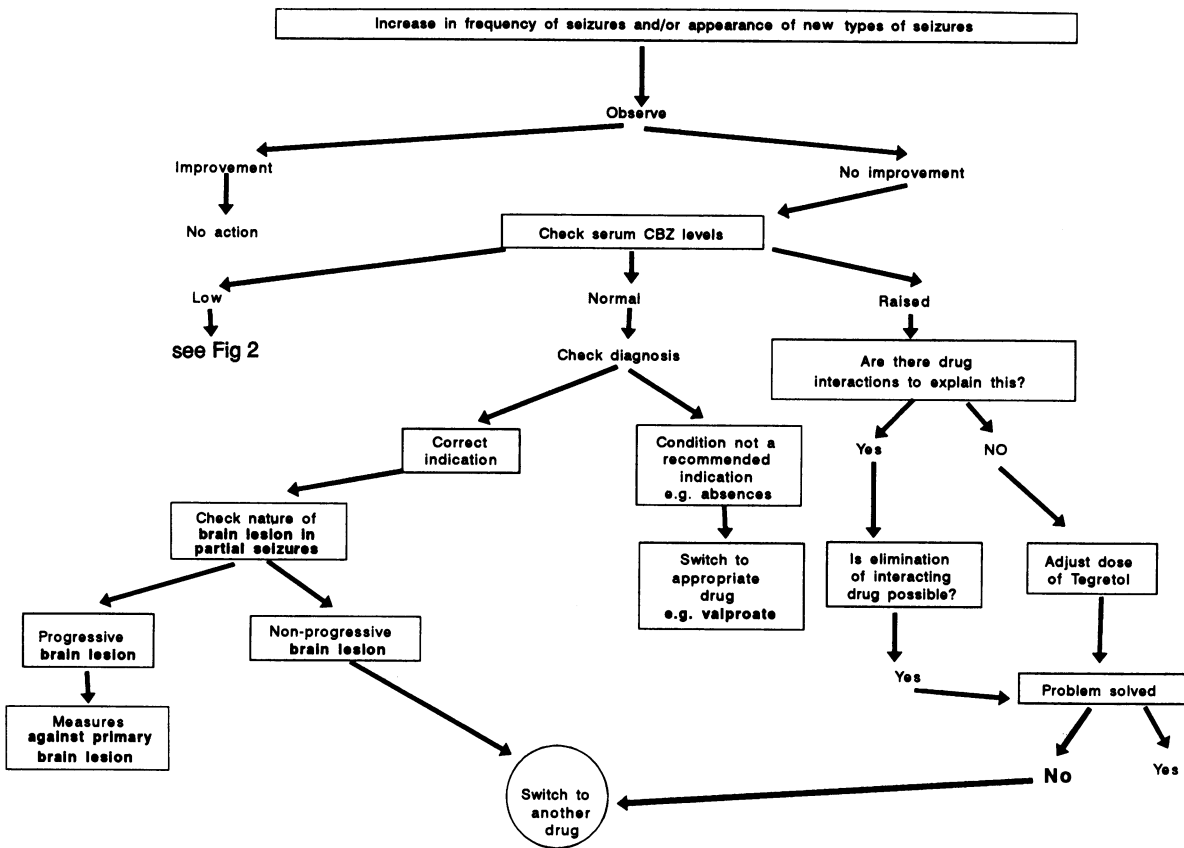 Increase in frequency of seizures and/or appearance of new types of seizures
Observe
Improvement
No improvement
No action
Check serum CBZ levels
Low
Normal
Raised
see Fig 2
Check diagnosis
Are there drug
interactions to explain this?
Correct
indication
Condition not a
recommended
indication
e.g. absences
Yes
NO
Check nature of
brain lesion in
partial seizures
Switch to
appropriate
drug
e.g. valproate
Is elimination
of interacting
drug possible?
Adjust dose
of Tegretol
Progressive
brain lesion
Non-progressive
brain lesion
Yes
Problem solved
Measures
against primary
brain lesion
No
Yes
Switch to
another
drug